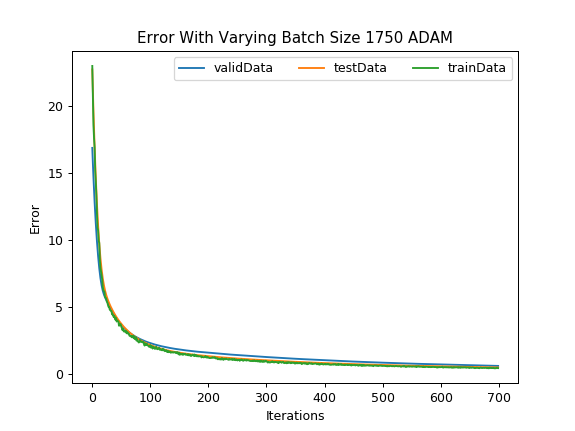 Error With Varying Batch Size 1750 ADAM
validData testData trainData
20
15
10
5
0
Error
0 100 200 300 400 500 600 700
Iterations